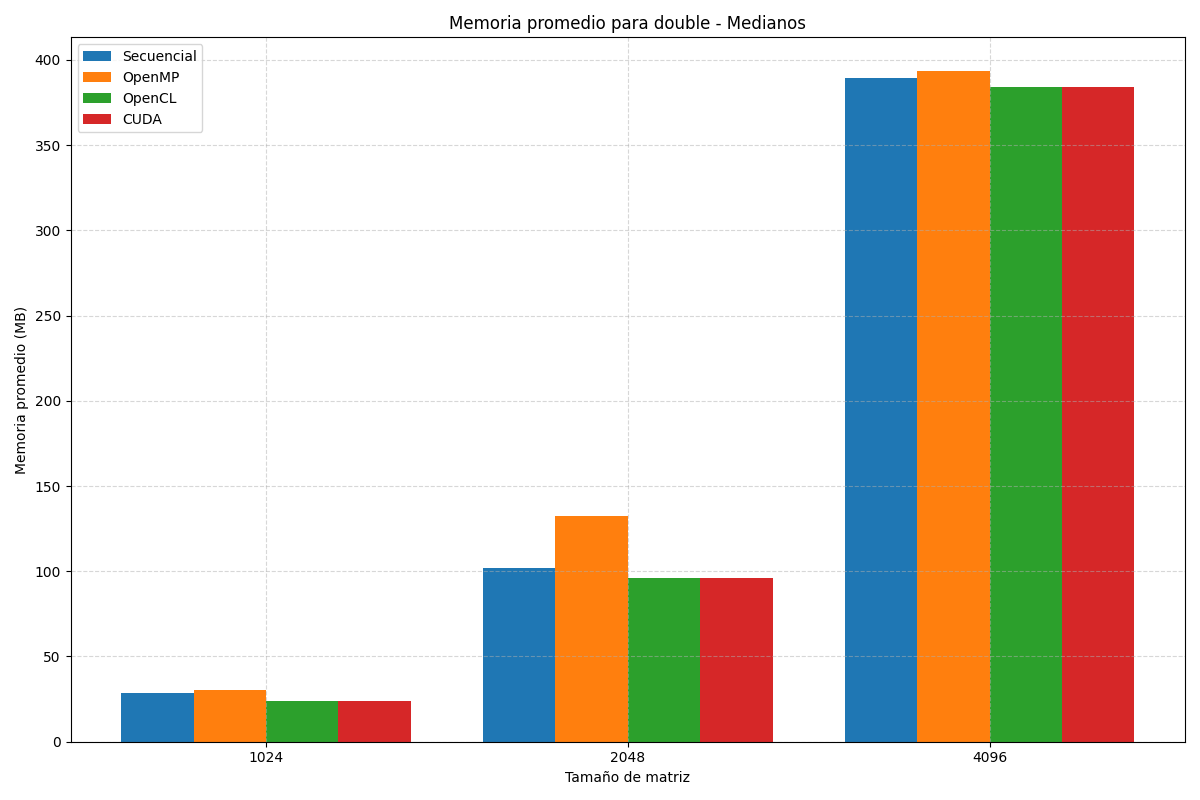 Memoria promedio para double - Medianos
Secuencial
OpenMP
OpenCL
CUDA
Memoria promedio (MB)
400
350
300
250
200
150
100
50
0
1024
2048
4096
Tamaño de matriz